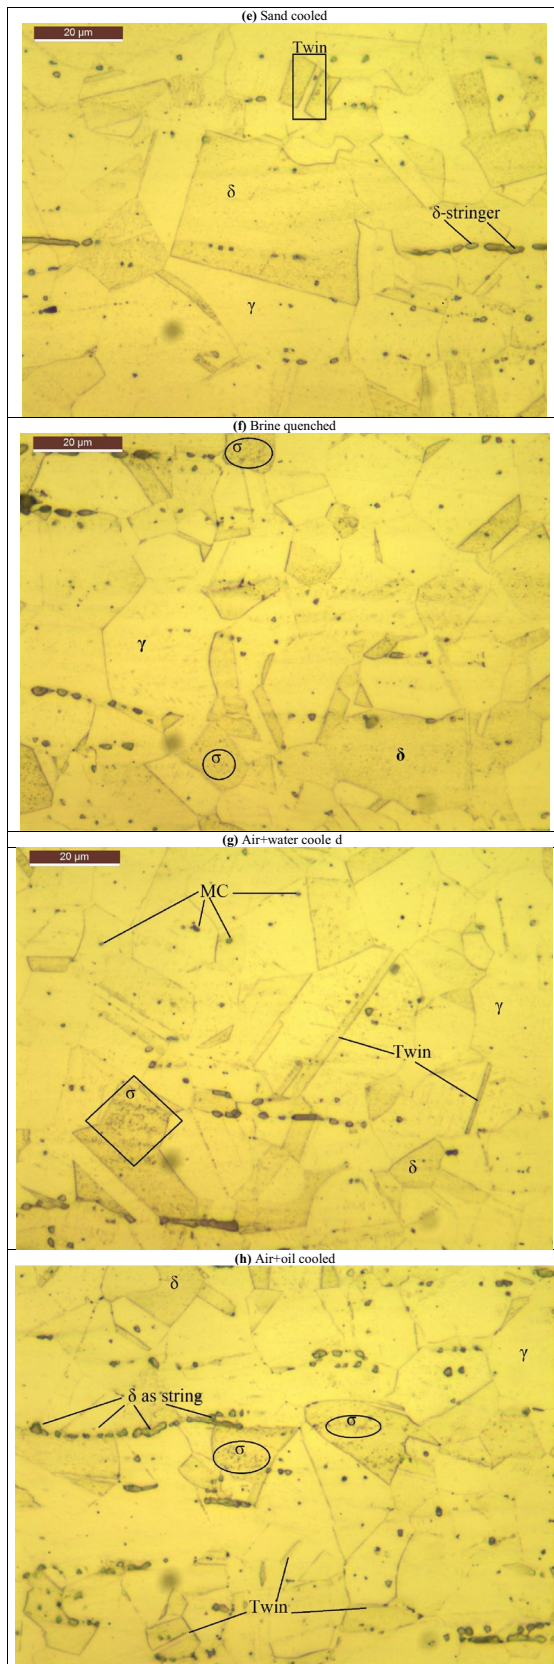 (e) Sand cooled
20 µm
Twin
δ
δ-stringer
γ
(f) Brine quenched
20 µm
σ
γ
σ
δ
(g) Air+water coole d
20 µm
MC
γ
Twin
σ
δ
(h) Air+oil cooled
δ
γ
δ as string
σ
σ
Twin